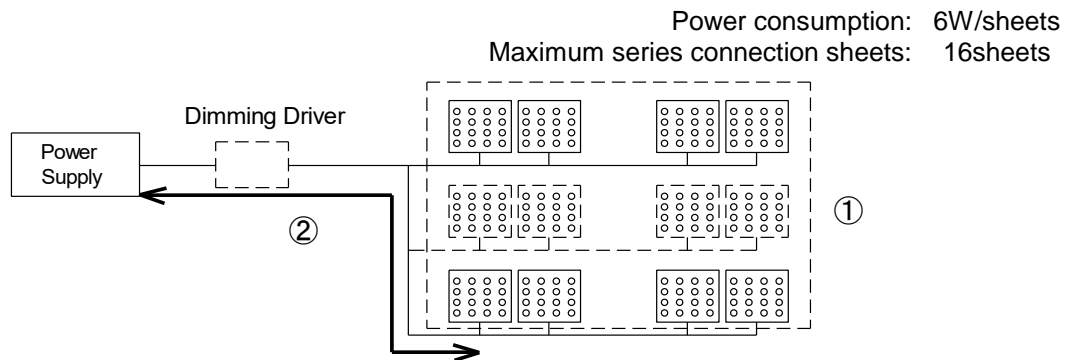 Power consumption: 6W/sheets
Maximum series connection sheets: 16sheets
Dimming Driver
Power
Supply
①
②